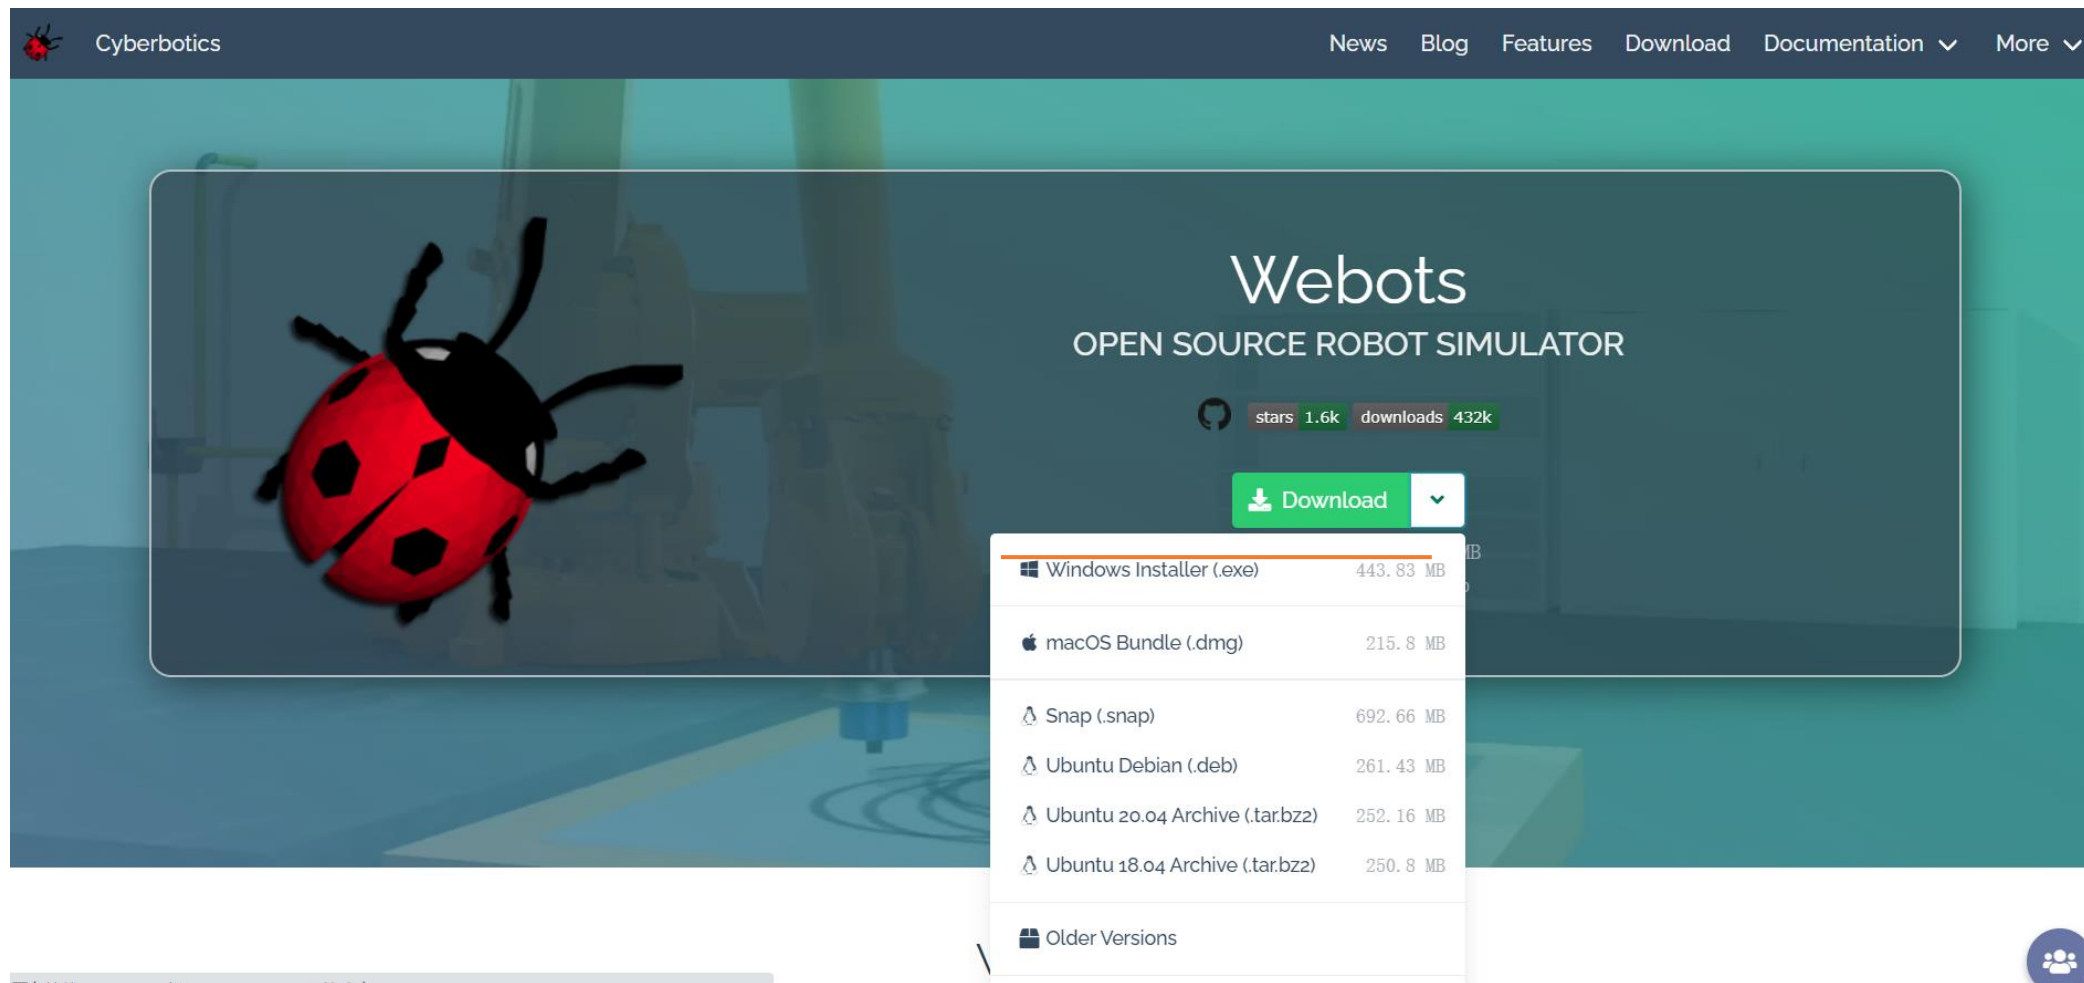 Cyberbotics News Blog Features Download Documentation More
Webots
OPEN SOURCE ROBOT SIMULATOR
stars 1.6k downloads 432k
Download
MB
Windows Installer (.exe) 443.83 MB
macOS Bundle (.dmg) 215.8 MB
Snap (.snap) 692.66 MB
Ubuntu Debian (.deb) 261.43 MB
Ubuntu 20.04 Archive (.tar.bz2) 252.16 MB
Ubuntu 18.04 Archive (.tar.bz2) 250.8 MB
Older Versions